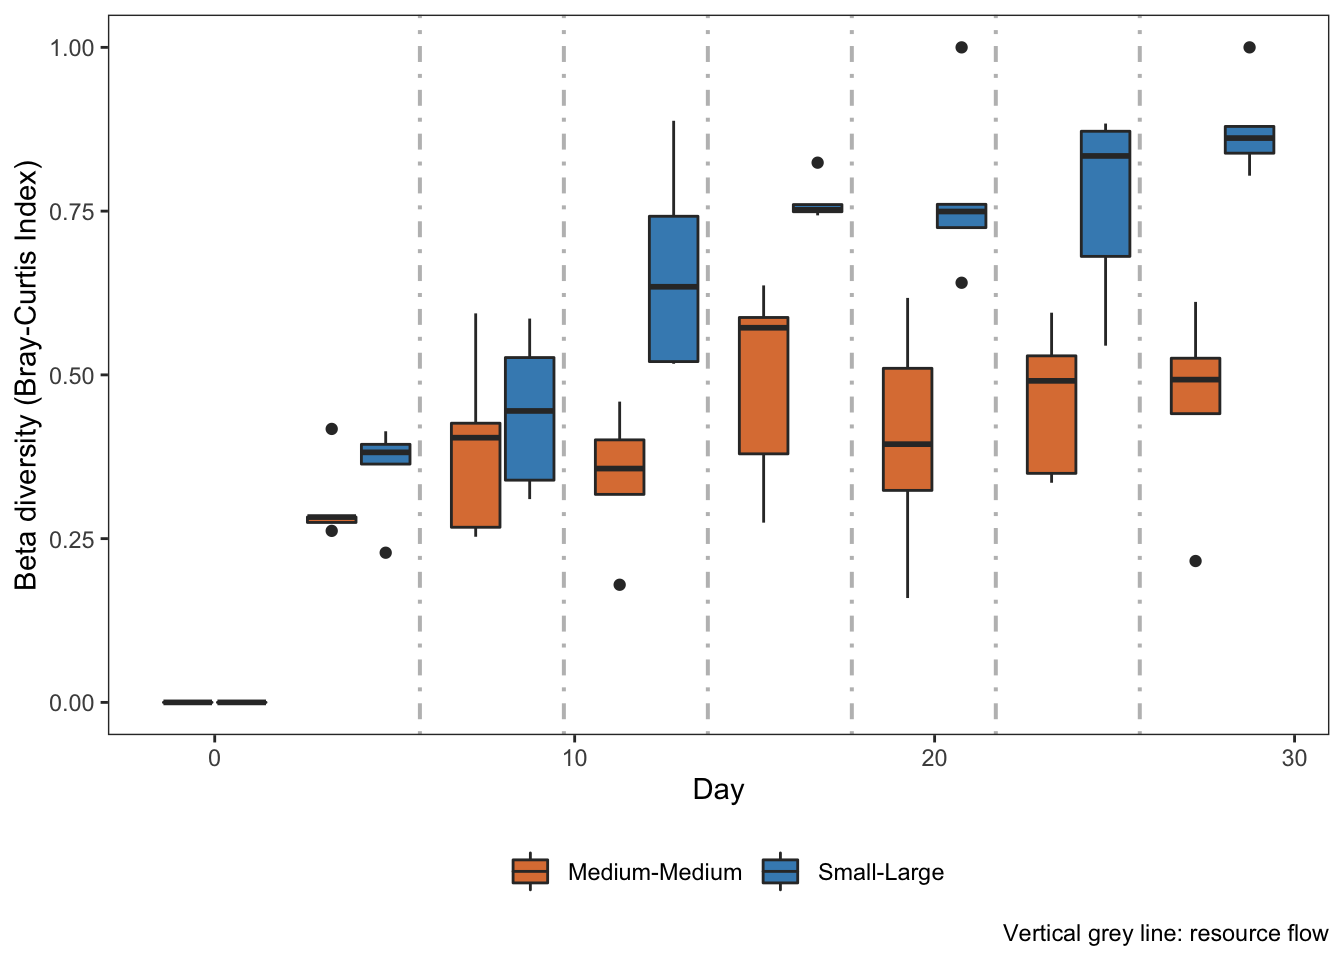 Beta diversity (Bray-Curtis Index)
1.00
0.75
0.50
0.25
0.00
0 10 20 30
Day
Medium-Medium Small-Large
Vertical grey line: resource flow